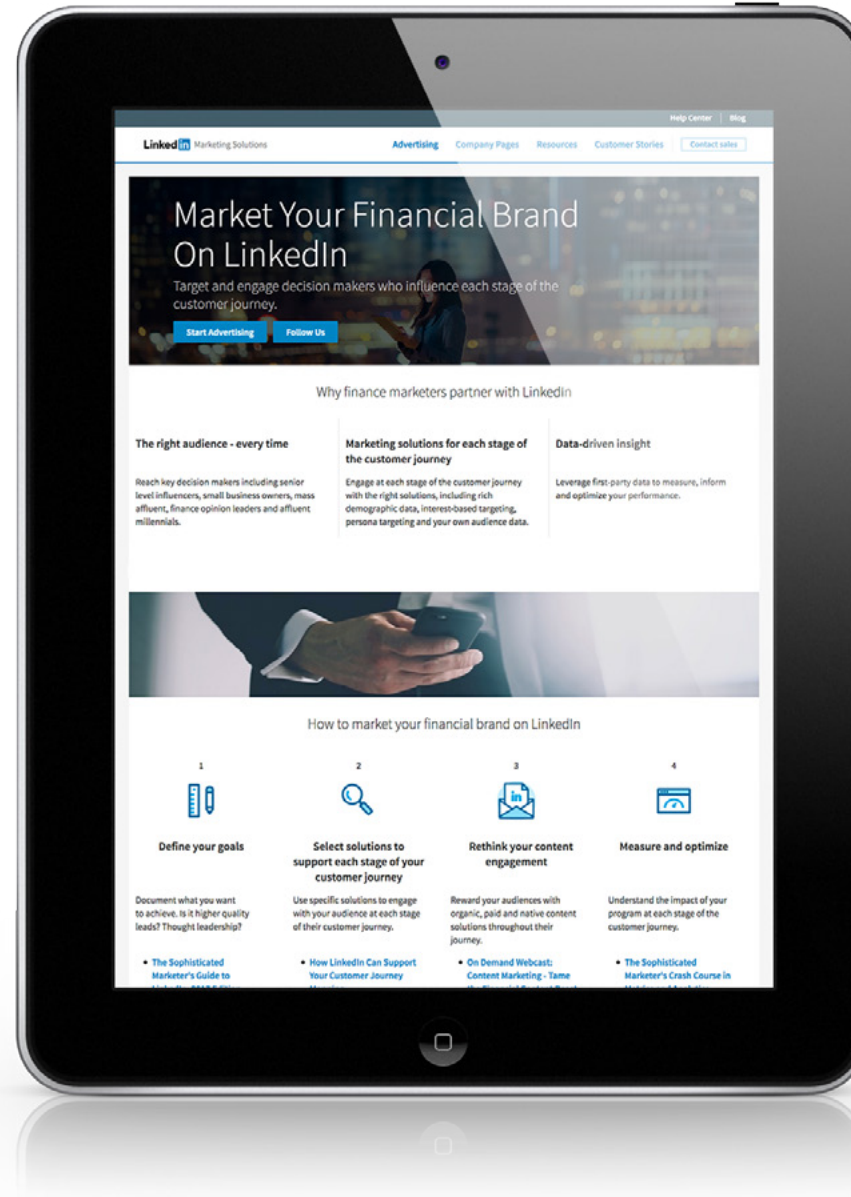 Help Center | Blog
Linked in Marketing Solutions
Advertising Company Pages Resources Customer Stories Contact sales
Market Your Financial Brand
On LinkedIn
Target and engage decision makers who influence each stage of the
customer journey.
Start Advertising Follow Us
Why finance marketers partner with LinkedIn
The right audience - every time
Reach key decision makers including senior
level influencers, small business owners, mass
affluent, finance opinion leaders and affluent
millennials.
Marketing solutions for each stage of
the customer journey
Engage at each stage of the customer journey
with the right solutions, including rich
demographic data, interest-based targeting,
persona targeting and your own audience data.
Data-driven insight
Leverage first-party data to measure, inform
and optimize your performance.
How to market your financial brand on LinkedIn
1
Define your goals
Document what you want
to achieve. Is it higher quality
leads? Thought leadership?
• The Sophisticated
Marketer's Guide to
2
Select solutions to
support each stage of your
customer journey
Use specific solutions to engage
with your audience at each stage
of their customer journey.
• How LinkedIn Can Support
Your Customer Journey
3
in
Rethink your content
engagement
Reward your audiences with
organic, paid and native content
solutions throughout their
journey.
• On Demand Webcast:
Content Marketing - Tame
4
Measure and optimize
Understand the impact of your
program at each stage of the
customer journey.
• The Sophisticated
Marketer's Crash Course in